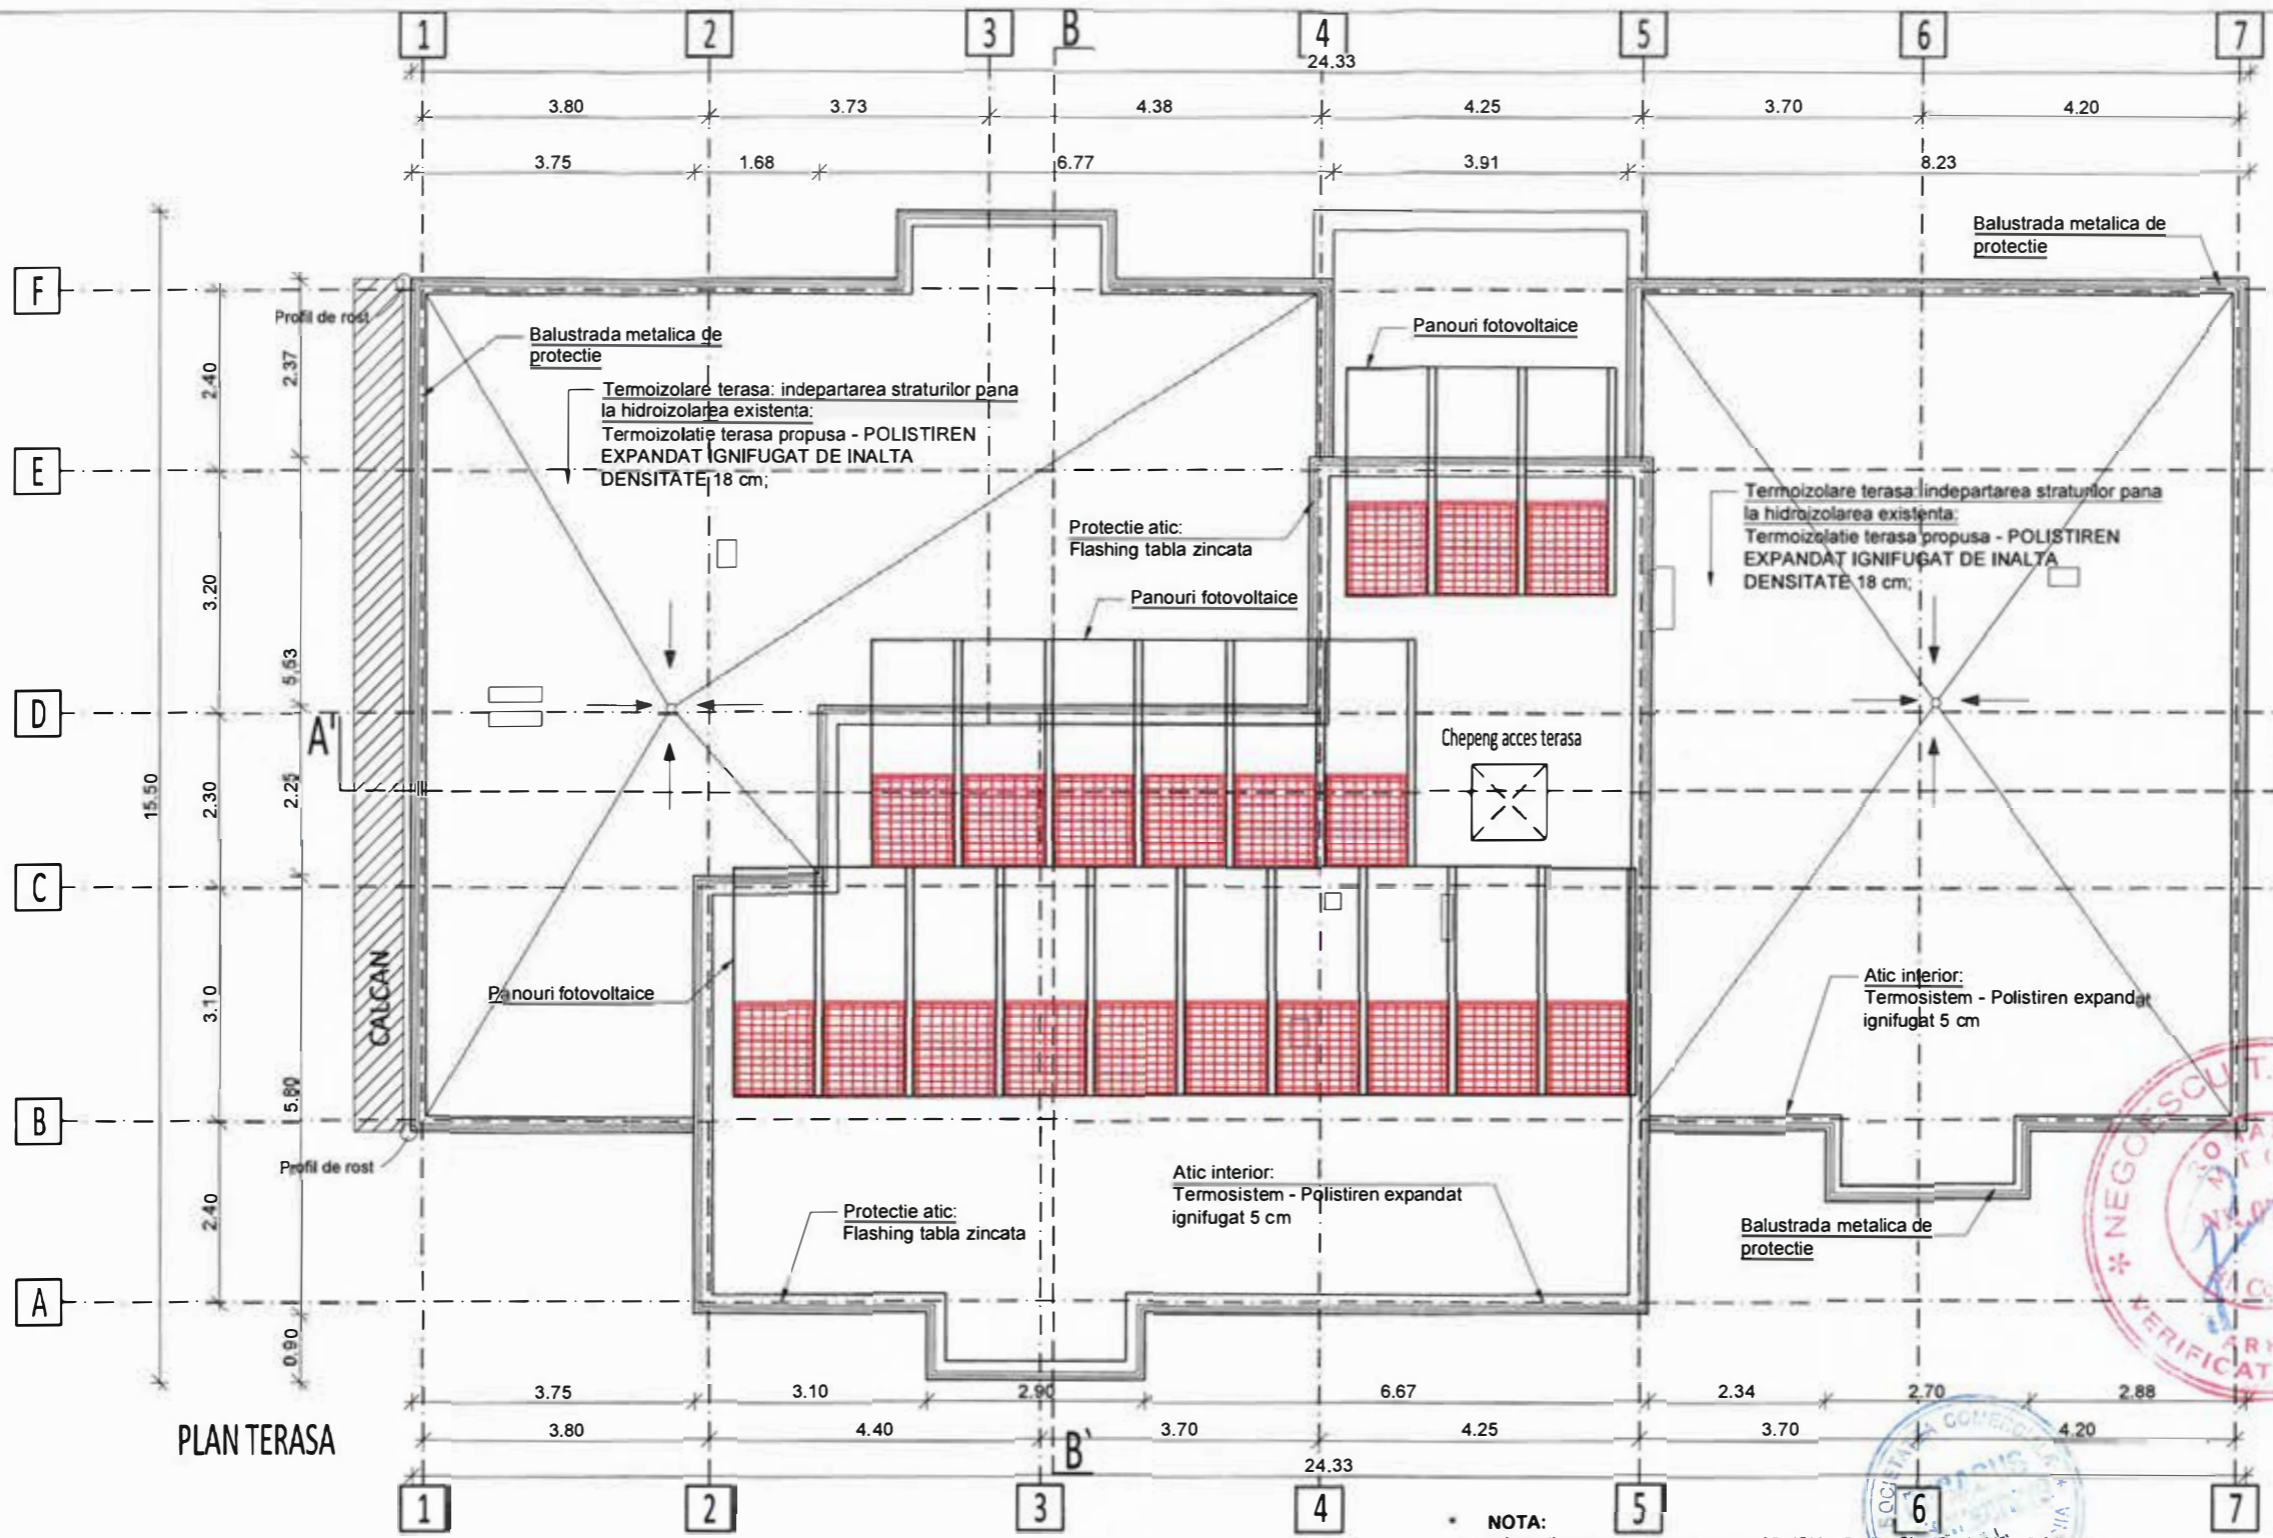 1 2 3 B 4 5 6 7
24.33
3.80 3.73 4.38 4.25 3.70 4.20
3.75 1.68 6.77 3.91 8.23
Balustrada metalica de
protectie
F
Profil de rost
Balustrada metalica de
protectie
Panouri fotovoltaice
2.40
2.37
Termoizolare terasa: indepartarea straturilor pana
la hidroizolarea existenta:
Termoizolatie terasa propusa - POLISTIREN
EXPANDAT IGNIFUGAT DE INALTA
DENSITATE 18 cm;
E
Termoizolare terasa: indepartarea straturilor pana
la hidroizolarea existenta:
Termoizolatie terasa propusa - POLISTIREN
EXPANDAT IGNIFUGAT DE INALTA
DENSITATE 18 cm;
Protectie atic:
Flashing tabla zincata
3.20
Panouri fotovoltaice
5.63
D
A'
Chepeng acces terasa
15.50
2.30
2.25
C
CALCAN
Panouri fotovoltaice
Atic interior:
Termosistem - Polistiren expandat
ignifugat 5 cm
3.10
5.80
B
Profil de rost
Atic interior:
Termosistem - Polistiren expandat
ignifugat 5 cm
Protectie atic:
Flashing tabla zincata
Balustrada metalica de
protectie
2.40
A
0.90
NEGOESCU T.
VERIFICAT
3.75 3.10 2.90 6.67 2.34 2.70 2.88
3.80 4.40 3.70 4.25 3.70 4.20
PLAN TERASA
B'
24.33
SOCIETATEA COMERCIALA
1 2 3 4 5 6 7
* NOTA: